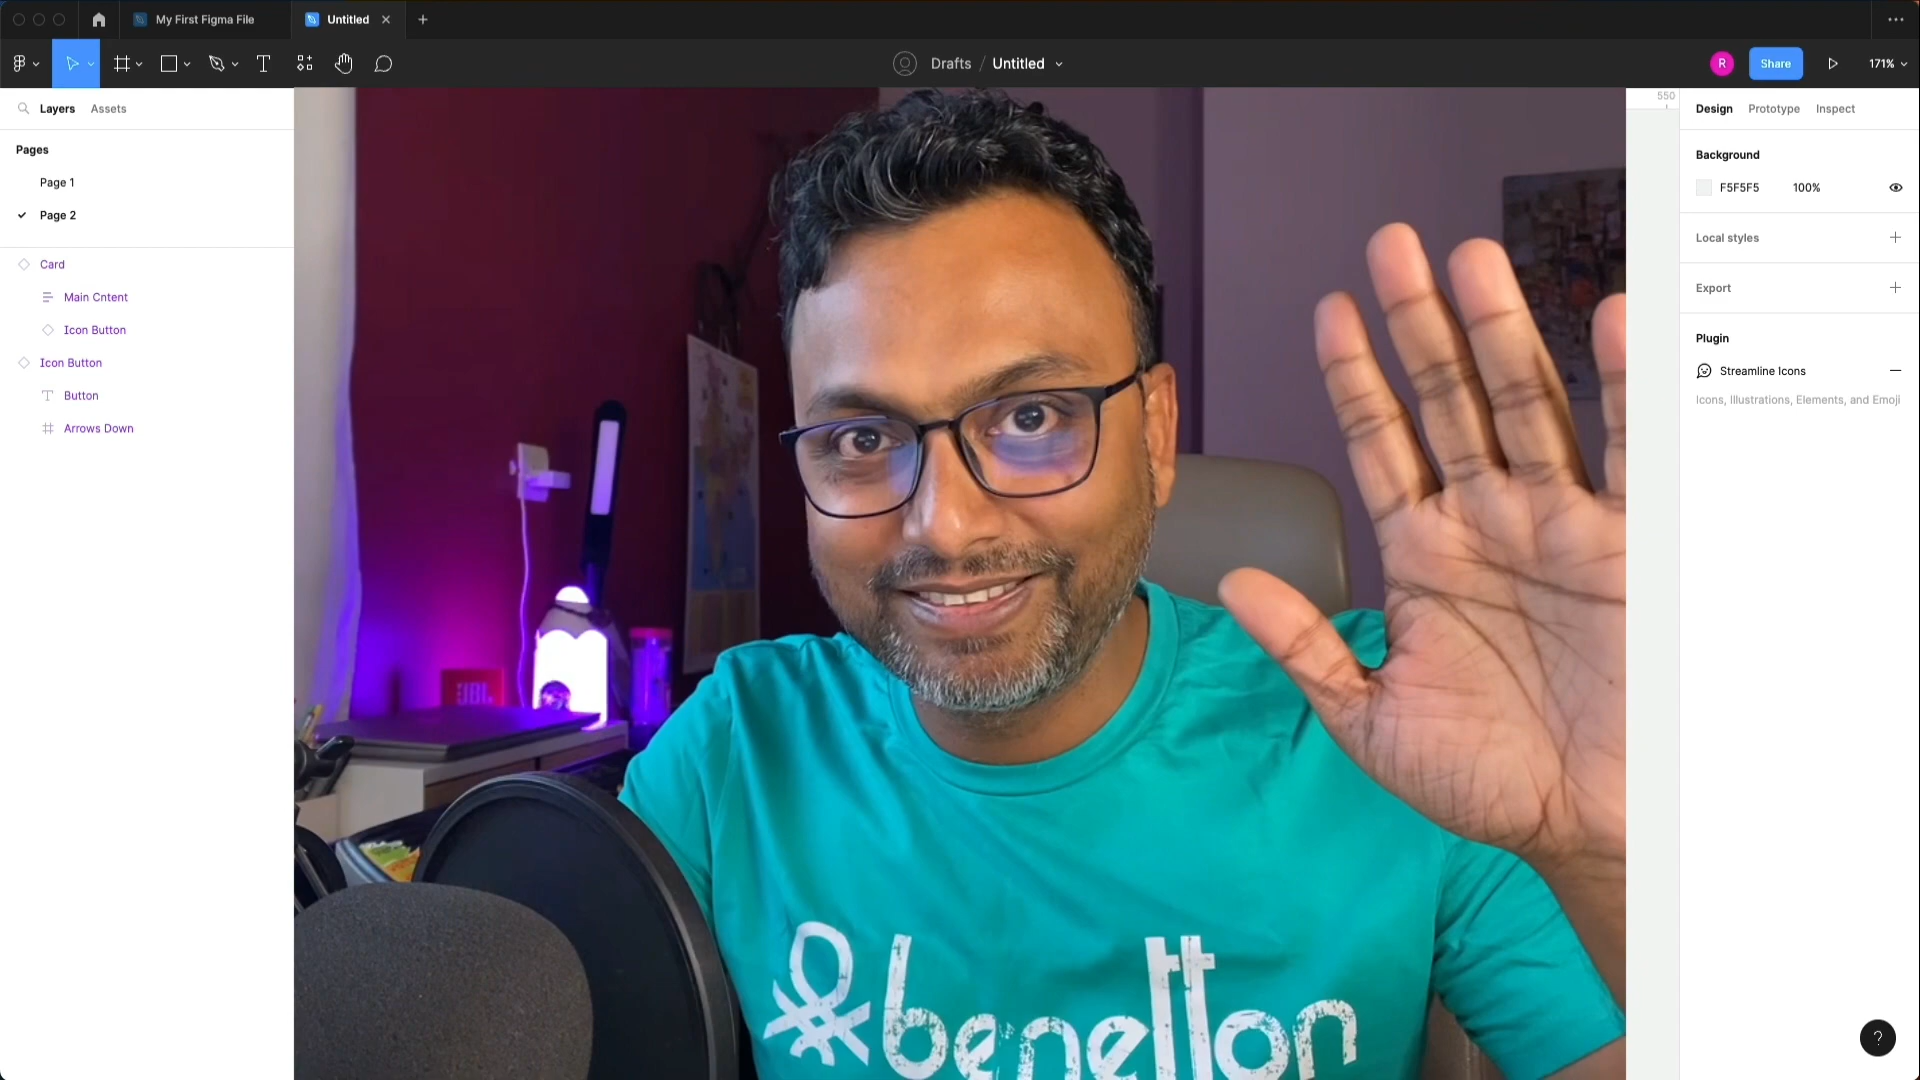 My First Figma File
Untitled
Drafts / Untitled
R
Share
171%
Layers
Assets
Pages
Page 1
Page 2
Card
Main Cntent
Icon Button
Icon Button
Button
Arrows Down
550
Design
Prototype
Inspect
Background
F5F5F5
100%
Local styles
Export
Plugin
Streamline Icons
Icons, Illustrations, Elements, and Emoji
JBL
benetton
?